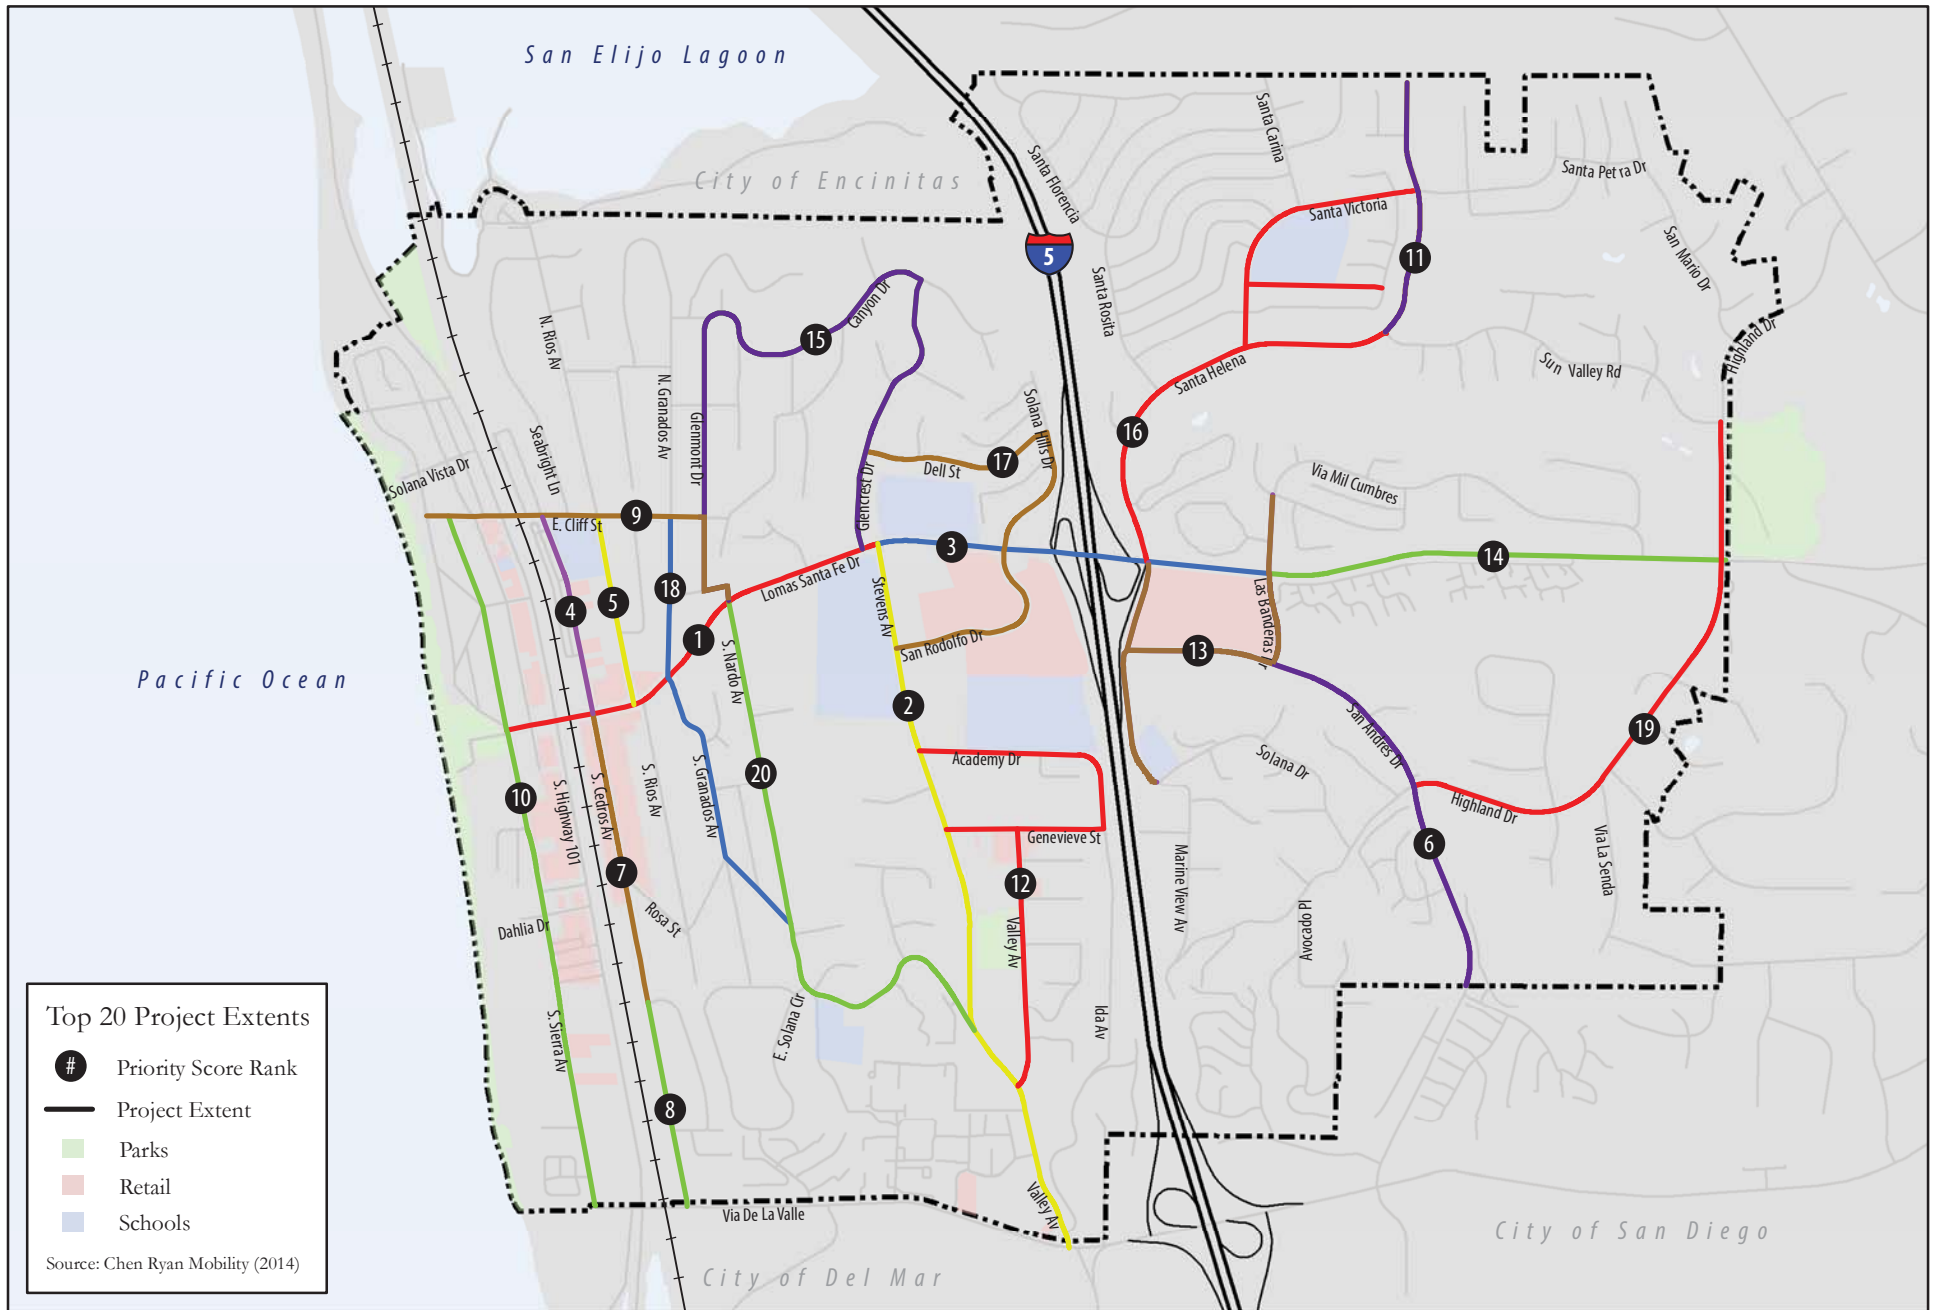 San Elijo Lagoon
City of Encinitas
Santa Carina
Santa Florencia
Santa Petra Dr
Santa Victoria
San Mario Dr
5
11
Santa Rosita
N. Rios Av
Canyon Dr
15
Highland Dr
Sun Valley Rd
Santa Helena
N. Granados Av
Glenmont Dr
Solana Hills Dr
16
Seabright Ln
Solana Vista Dr
Dell St
17
Via Mil Cumbres
Glencrest Dr
9
E. Cliff St
3
14
Lomas Santa Fe Dr
18
4
5
Stevens Av
Las Banderas Dr
1
San Rodolfo Dr
13
S. Nardo Av
Pacific Ocean
2
San Andres Dr
19
Academy Dr
Solana Dr
20
10
S. Highway 101
S. Cedros Av
S. Rios Av
S. Granados Av
Highland Dr
Genevieve St
6
7
12
Marine View Av
Via La Senda
Dahlia Dr
Rosa St
Valley Av
Avocado Pl
S. Sierra Av
E. Solana Cir
Ida Av
8
Valley Av
Via De La Valle
City of San Diego
City of Del Mar
Top 20 Project Extents
# Priority Score Rank
Project Extent
Parks
Retail
Schools
Source: Chen Ryan Mobility (2014)